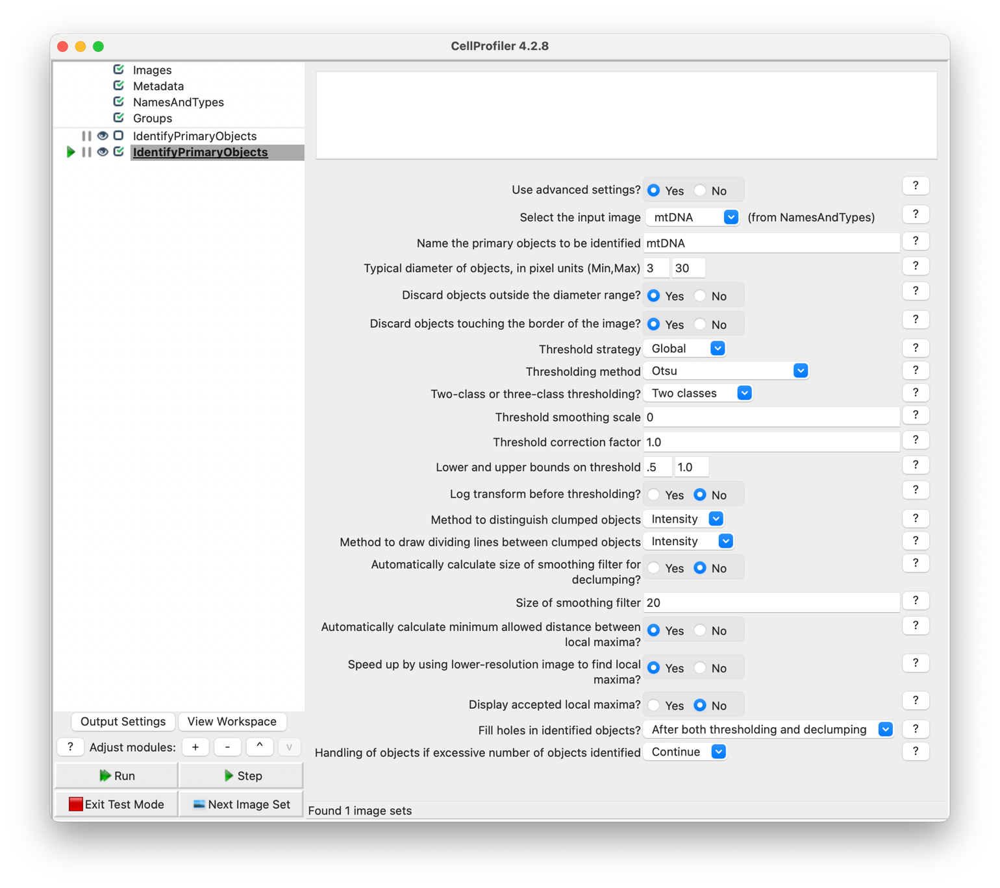 CellProfiler 4.2.8
Images
Metadata
NamesAndTypes
Groups
IdentifyPrimaryObjects
IdentifyPrimaryObjects
Use advanced settings? Yes No ?
Select the input image mtDNA (from NamesAndTypes) ?
Name the primary objects to be identified mtDNA ?
Typical diameter of objects, in pixel units (Min,Max) 3 30 ?
Discard objects outside the diameter range? Yes No ?
Discard objects touching the border of the image? Yes No ?
Threshold strategy Global ?
Thresholding method Otsu ?
Two-class or three-class thresholding? Two classes ?
Threshold smoothing scale 0 ?
Threshold correction factor 1.0 ?
Lower and upper bounds on threshold .5 1.0 ?
Log transform before thresholding? Yes No ?
Method to distinguish clumped objects Intensity ?
Method to draw dividing lines between clumped objects Intensity ?
Automatically calculate size of smoothing filter for
declumping? Yes No ?
Size of smoothing filter 20 ?
Automatically calculate minimum allowed distance between
local maxima? Yes No ?
Speed up by using lower-resolution image to find local
maxima? Yes No ?
Display accepted local maxima? Yes No ?
Fill holes in identified objects? After both thresholding and declumping ?
Handling of objects if excessive number of objects identified Continue ?
Output Settings View Workspace
? Adjust modules: + - ^ v
Run Step
Exit Test Mode Next Image Set
Found 1 image sets